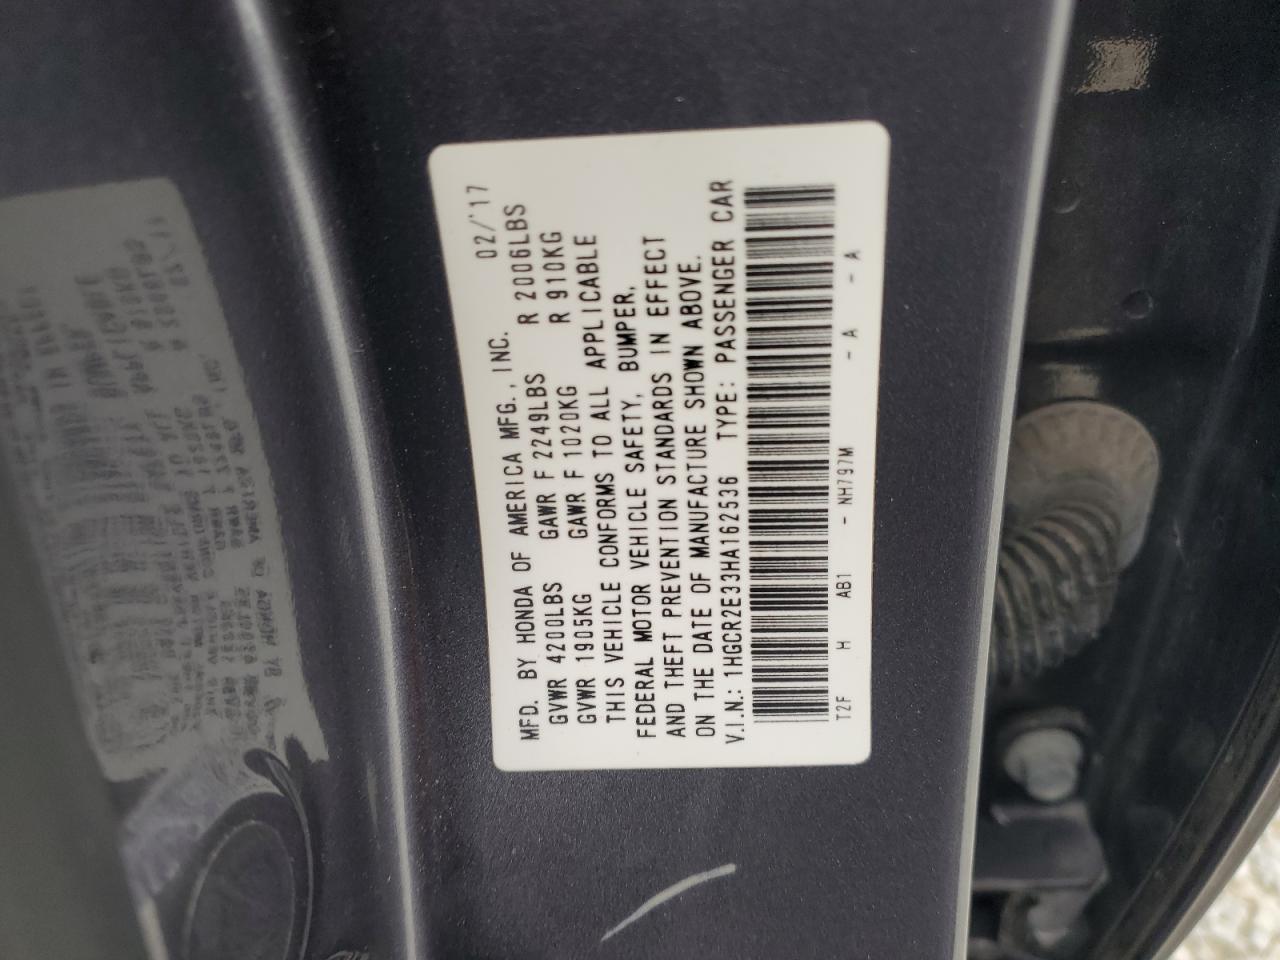 MFD. BY HONDA OF AMERICA MFG., INC. 02/'17
GVWR 4200LBS GAWR F 2249LBS R 2006LBS
GVWR 1905KG GAWR F 1020KG R 910KG
THIS VEHICLE CONFORMS TO ALL APPLICABLE
FEDERAL MOTOR VEHICLE SAFETY, BUMPER,
AND THEFT PREVENTION STANDARDS IN EFFECT
ON THE DATE OF MANUFACTURE SHOWN ABOVE.
V.I.N.: 1HGCR2E33HA162536 TYPE: PASSENGER CAR
T2F H AB1 - NH797M - A - A